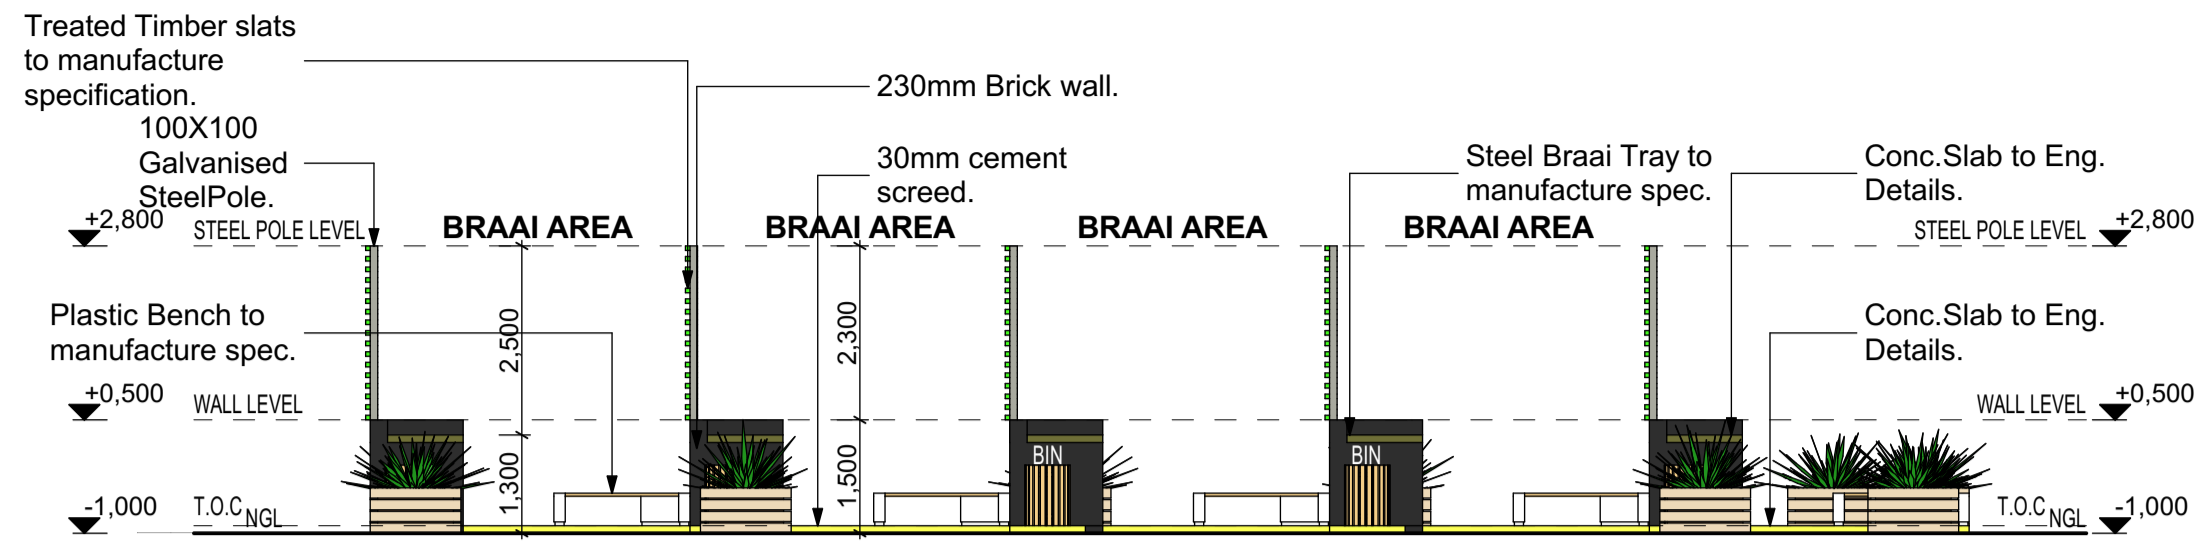 Treated Timber slats
to manufacture
specification.
100X100
Galvanised
SteelPole.
230mm Brick wall.
30mm cement
screed.
Steel Braai Tray to
manufacture spec.
Conc.Slab to Eng.
Details.
+2,800
STEEL POLE LEVEL
BRAAI AREA
BRAAI AREA
BRAAI AREA
BRAAI AREA
STEEL POLE LEVEL
+2,800
Plastic Bench to
manufacture spec.
2,500
2,300
Conc.Slab to Eng.
Details.
+0,500
WALL LEVEL
WALL LEVEL
+0,500
1,300
1,500
BIN
BIN
-1,000
T.O.C
NGL
T.O.C
NGL
-1,000